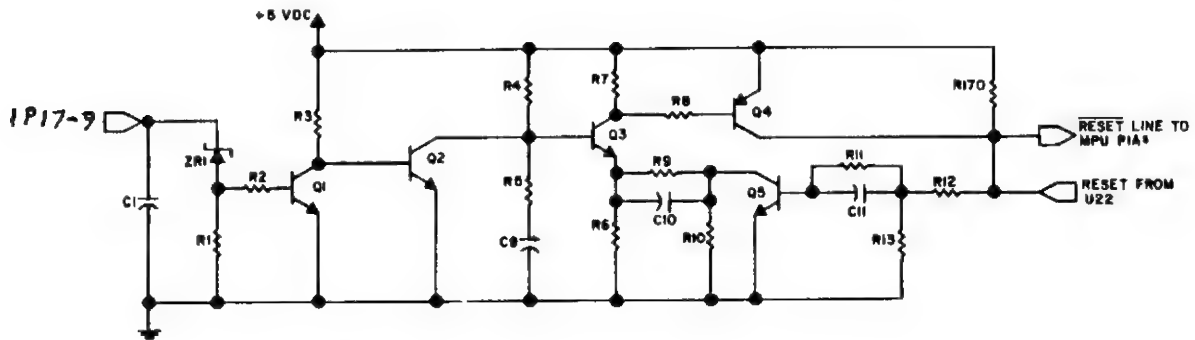 +5 VDC
1P17-9
C1
ZR1
R1
R2
R3
Q1
Q2
R4
R5
C9
R7
Q3
R8
Q4
R9
C10
R6
R10
Q5
R11
C11
R12
R13
R170
RESET LINE TO
MPU PIAs
RESET FROM
U22